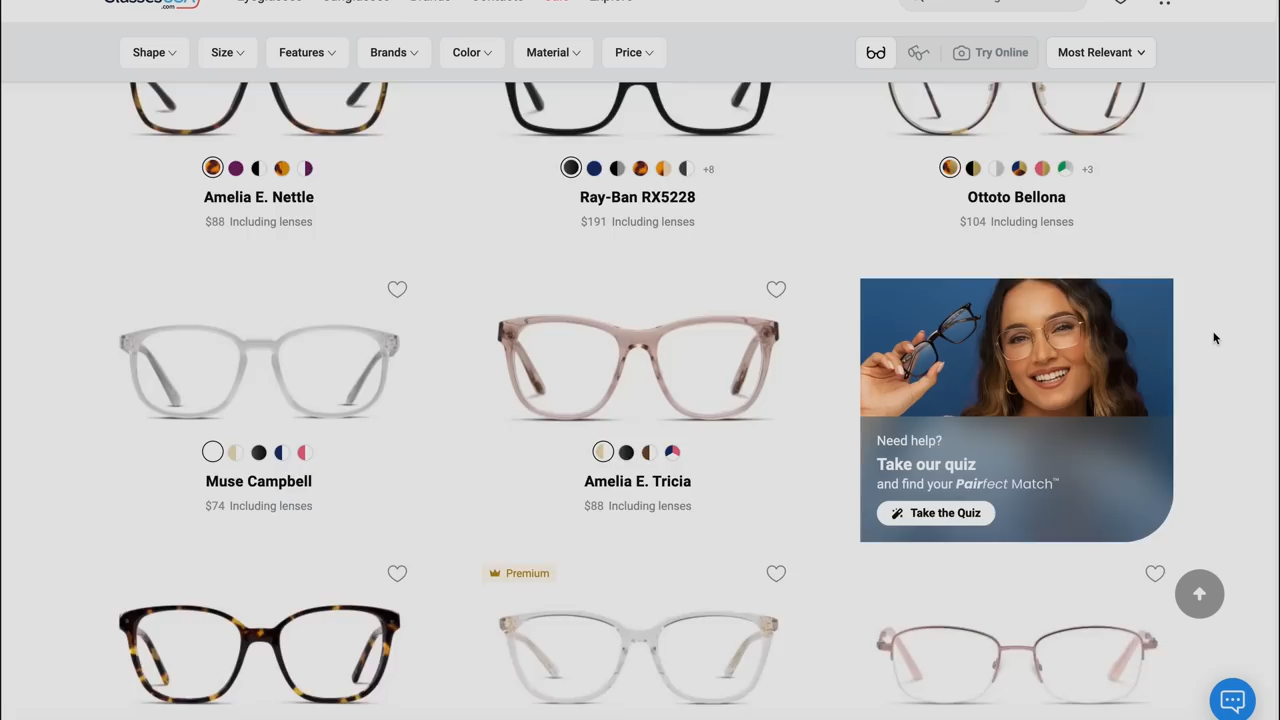 .com
Shape
Size
Features
Brands
Color
Material
Price
Try Online
Most Relevant
+8
+3
Amelia E. Nettle
Ray-Ban RX5228
Ottoto Bellona
$88 Including lenses
$191 Including lenses
$104 Including lenses
Need help?
Take our quiz
and find your Pairfect Match™
Take the Quiz
Muse Campbell
Amelia E. Tricia
$74 Including lenses
$88 Including lenses
Premium